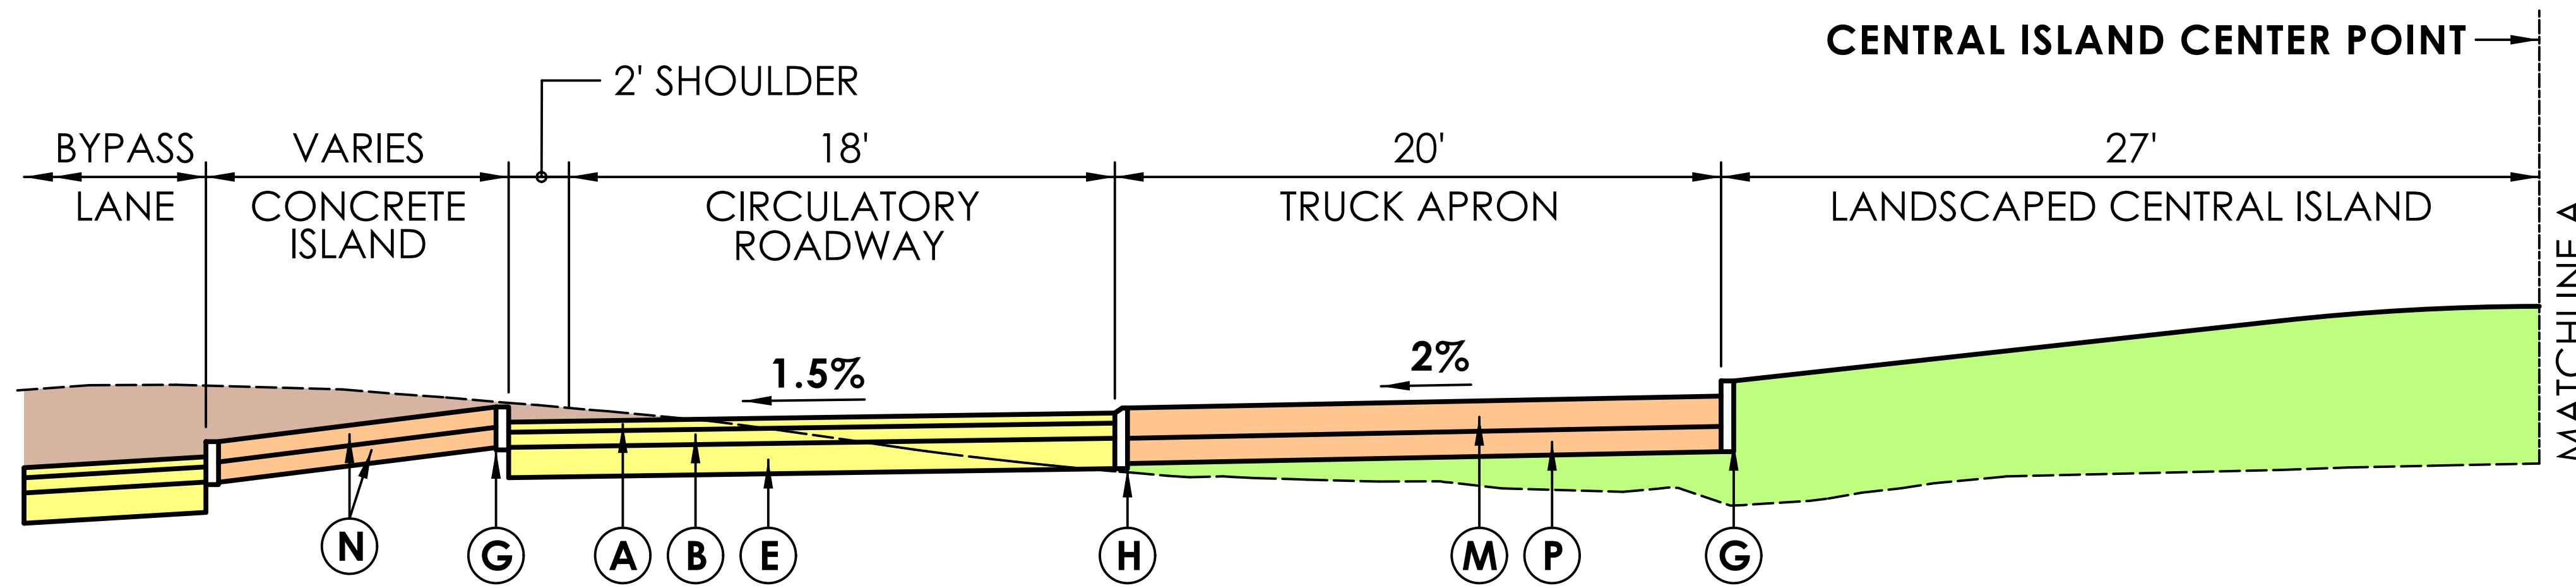 CENTRAL ISLAND CENTER POINT
2' SHOULDER
BYPASS
LANE
VARIES
CONCRETE
ISLAND
18'
CIRCULATORY
ROADWAY
20'
TRUCK APRON
27'
LANDSCAPED CENTRAL ISLAND
MATCHLINE A
1.5%
2%
N
G
A
B
E
H
M
P
G